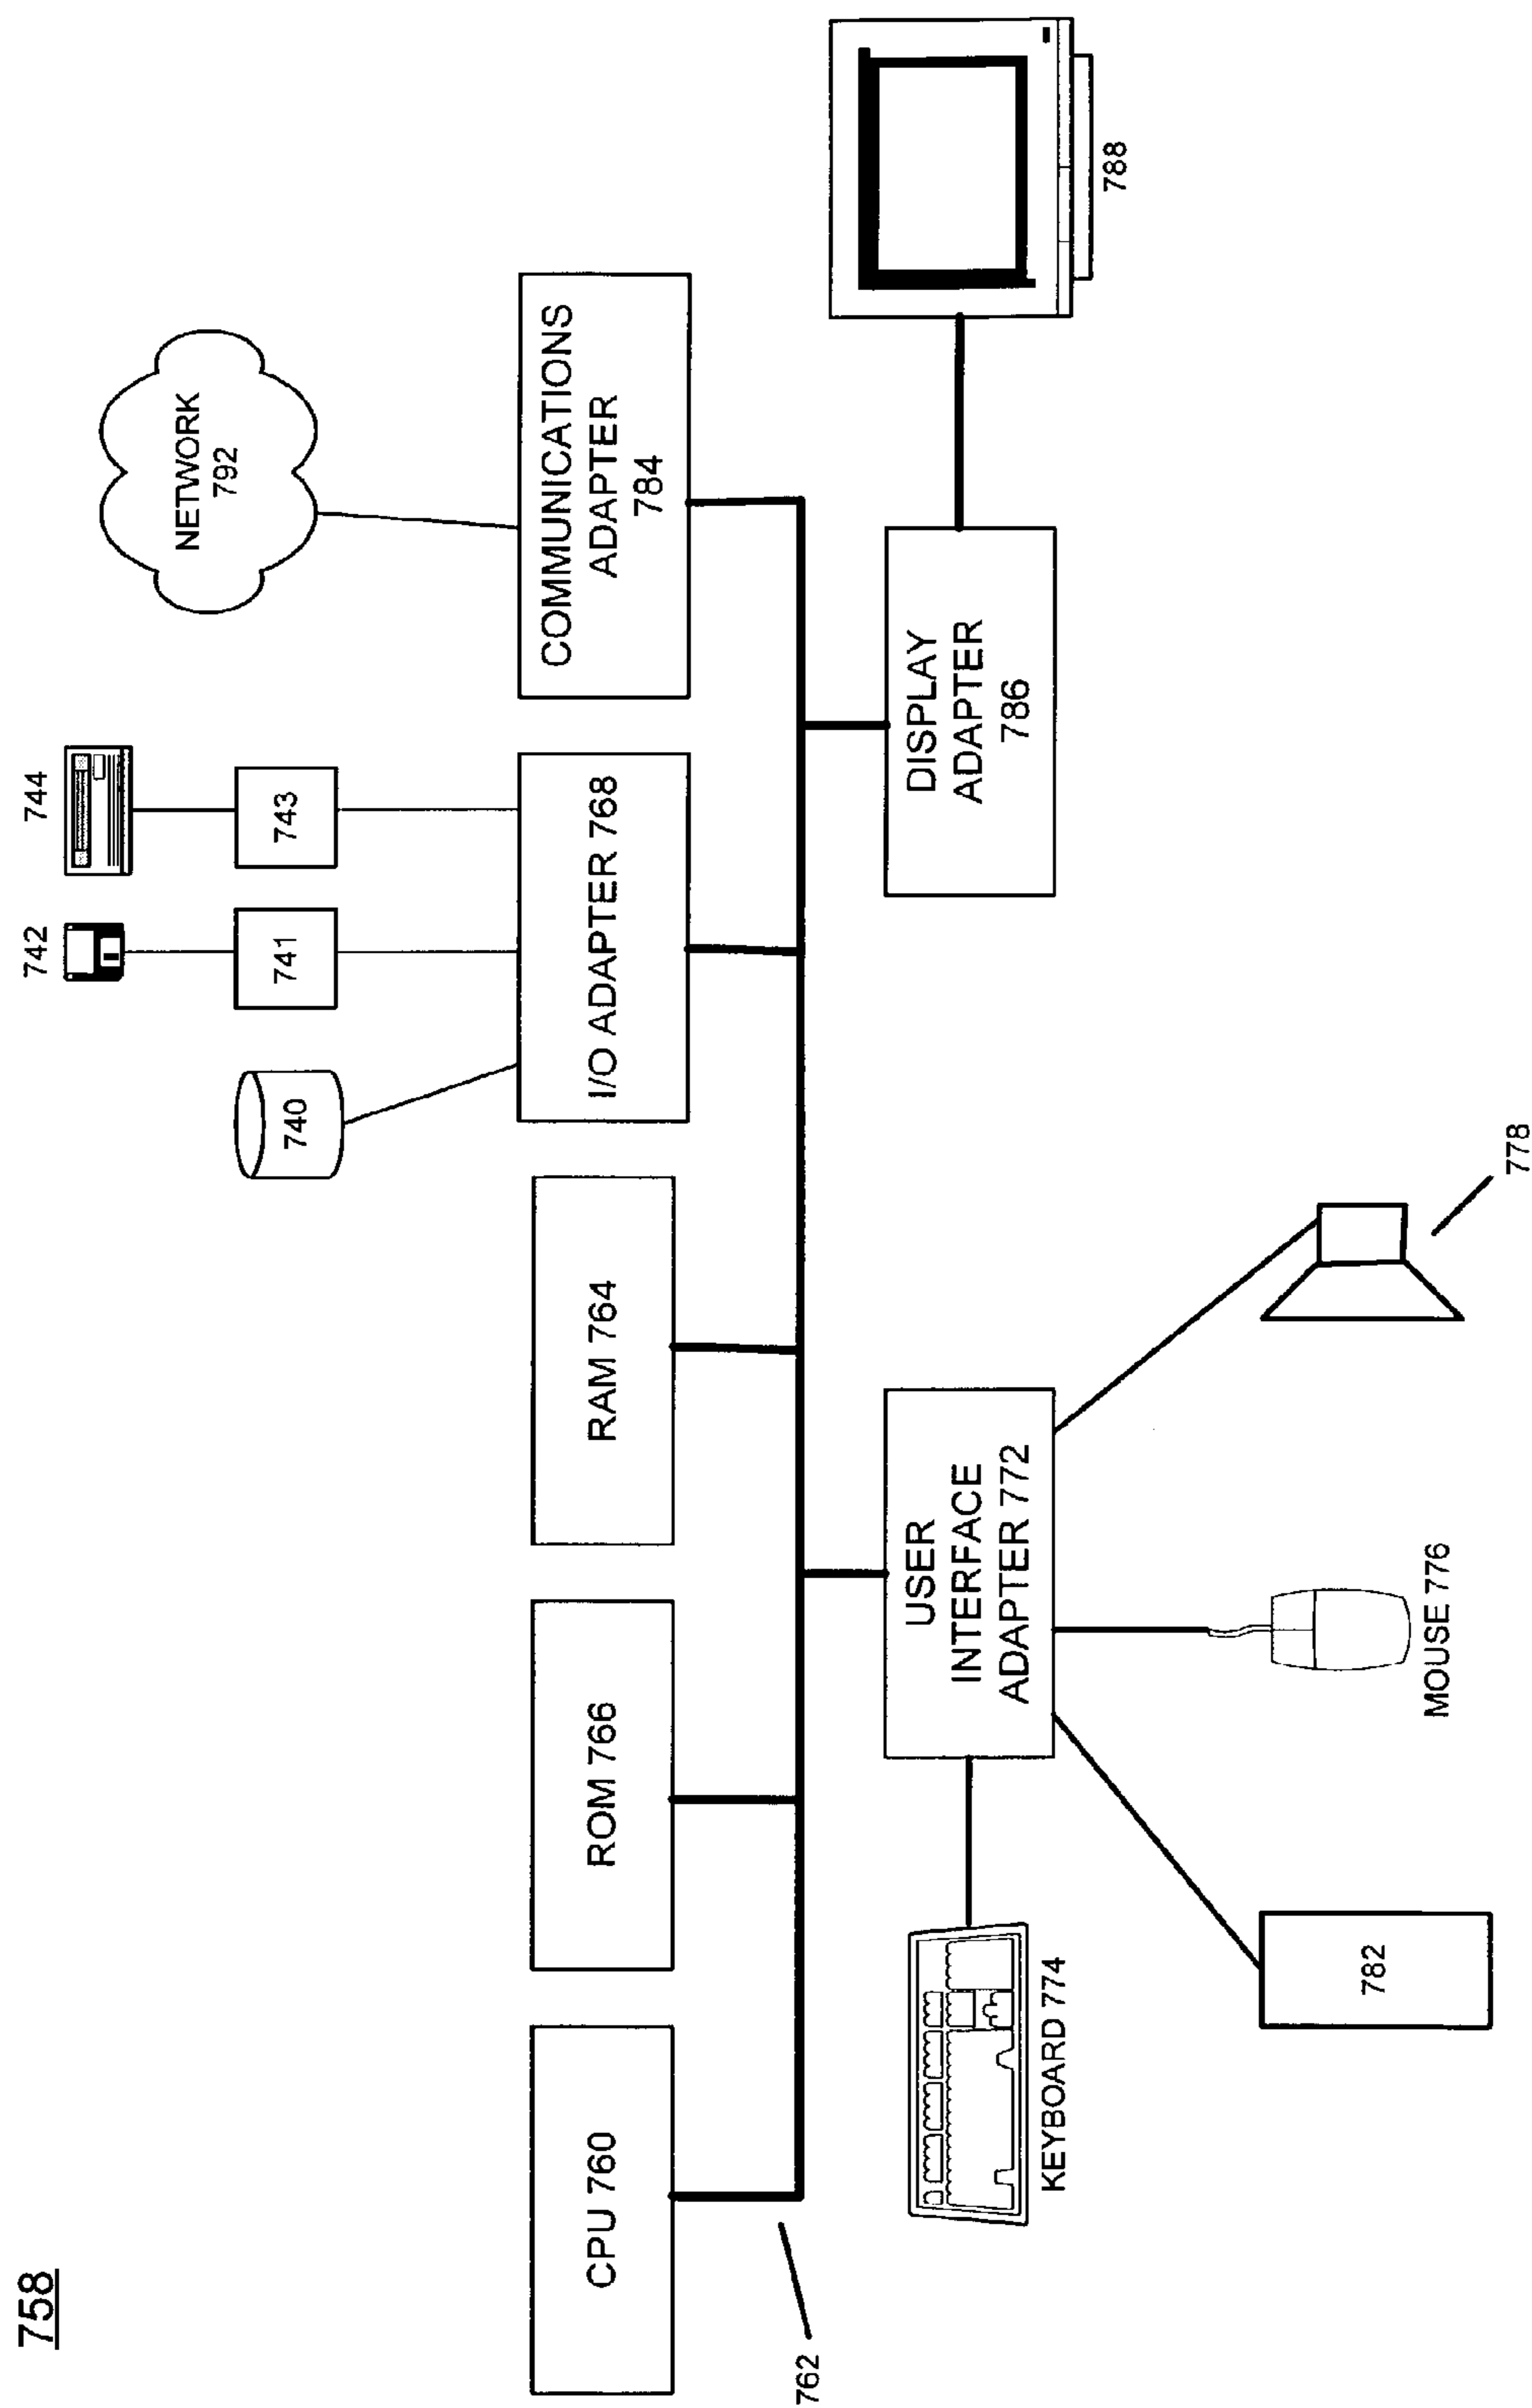 758
744
742
743
741
740
NETWORK
792
CPU 760
ROM 766
RAM 764
I/O ADAPTER 768
COMMUNICATIONS
ADAPTER
784
762
USER
INTERFACE
ADAPTER 772
DISPLAY
ADAPTER
786
788
KEYBOARD 774
782
MOUSE 776
778